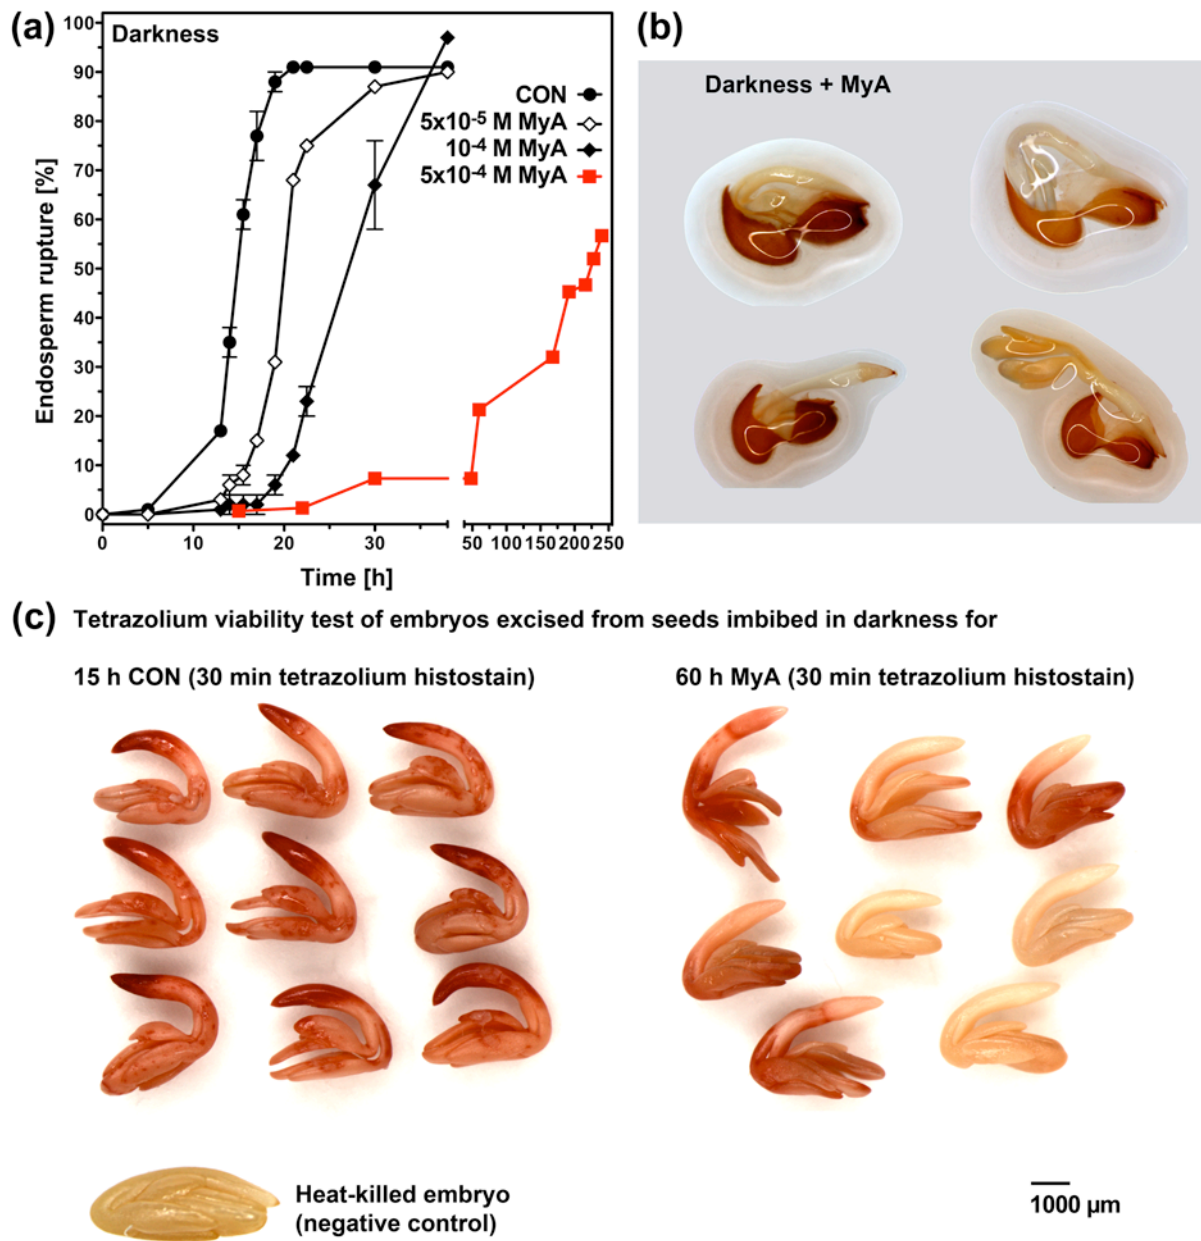 (a)
Darkness
CON
5x10⁻⁵ M MyA
10⁻⁴ M MyA
5x10⁻⁴ M MyA
Endosperm rupture [%]
100
90
80
70
60
50
40
30
20
10
0
0 10 20 30 50 100 150 200 250
Time [h]
(b)
Darkness + MyA
(c) Tetrazolium viability test of embryos excised from seeds imbibed in darkness for
15 h CON (30 min tetrazolium histostain)
60 h MyA (30 min tetrazolium histostain)
Heat-killed embryo
(negative control)
1000 µm